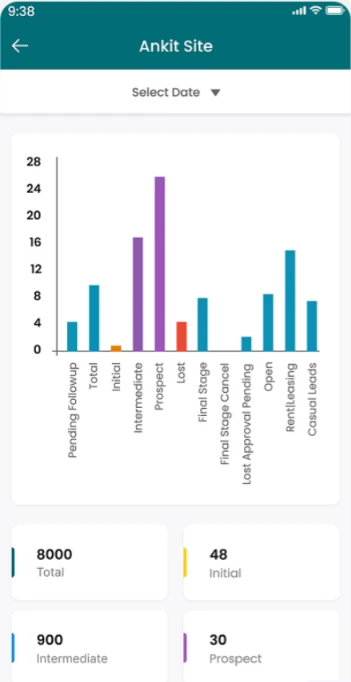 9:38
Ankit Site
Select Date
28
24
20
16
12
8
4
0
Pending Followup
Total
Initial
Intermediate
Prospect
Lost
Final Stage
Final Stage Cancel
Lost Approval Pending
Open
Rent|Leasing
Casual Leads
8000
Total
48
Initial
900
Intermediate
30
Prospect